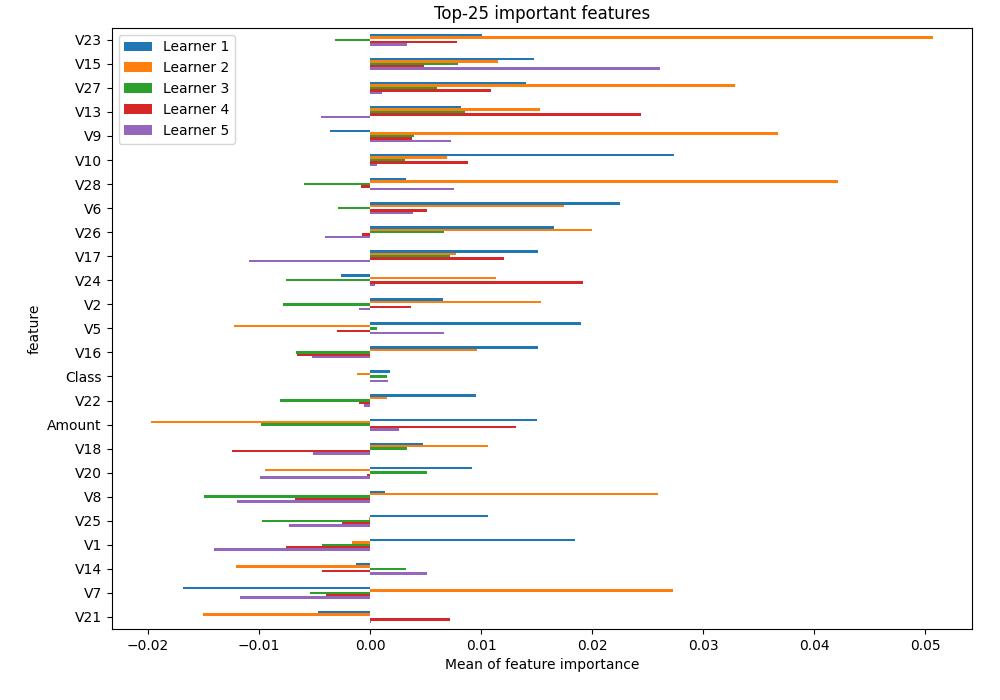 Top-25 important features
Learner 1
Learner 2
Learner 3
Learner 4
Learner 5
feature
V23
V15
V27
V13
V9
V10
V28
V6
V26
V17
V24
V2
V5
V16
Class
V22
Amount
V18
V20
V8
V25
V1
V14
V7
V21
−0.02 −0.01 0.00 0.01 0.02 0.03 0.04 0.05
Mean of feature importance